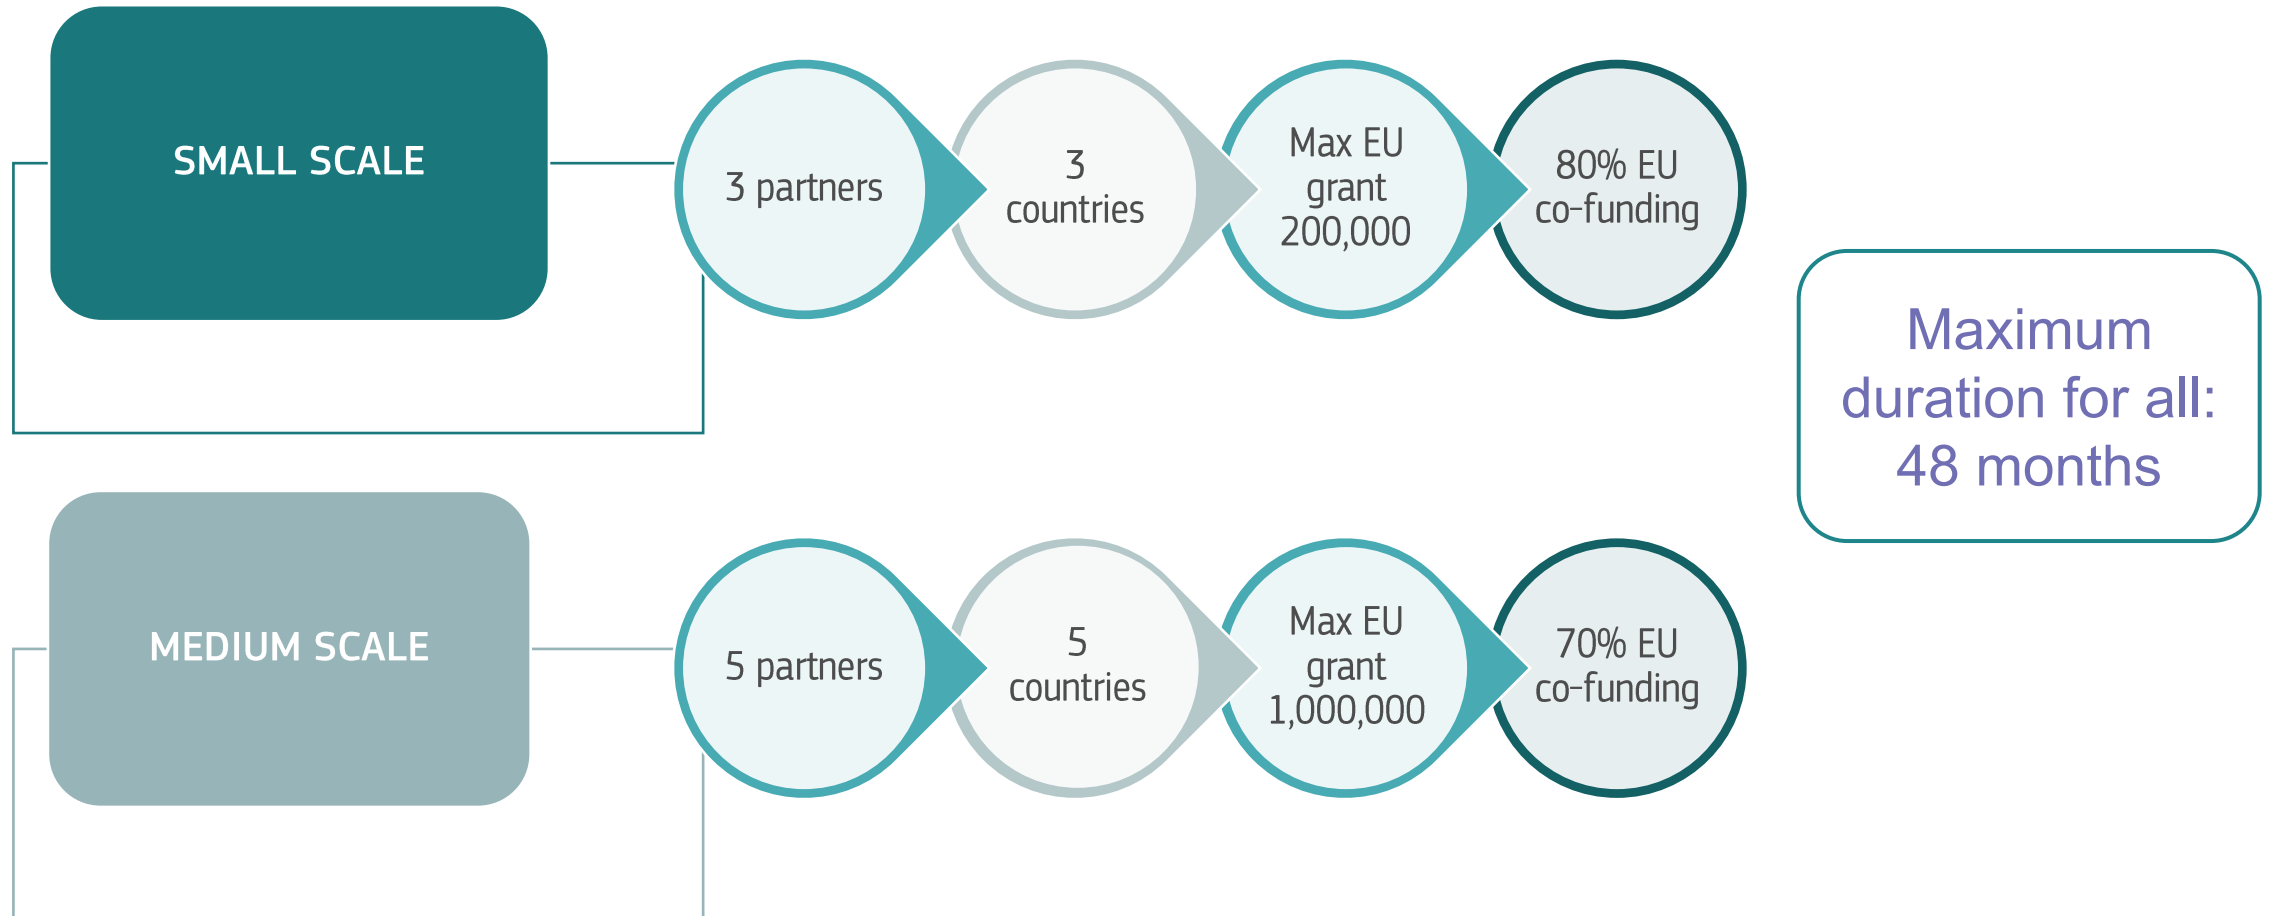 SMALL SCALE
3 partners
3
countries
Max EU
grant
200,000
80% EU
co-funding
Maximum
duration for all:
48 months
MEDIUM SCALE
5 partners
5
countries
Max EU
grant
1,000,000
70% EU
co-funding